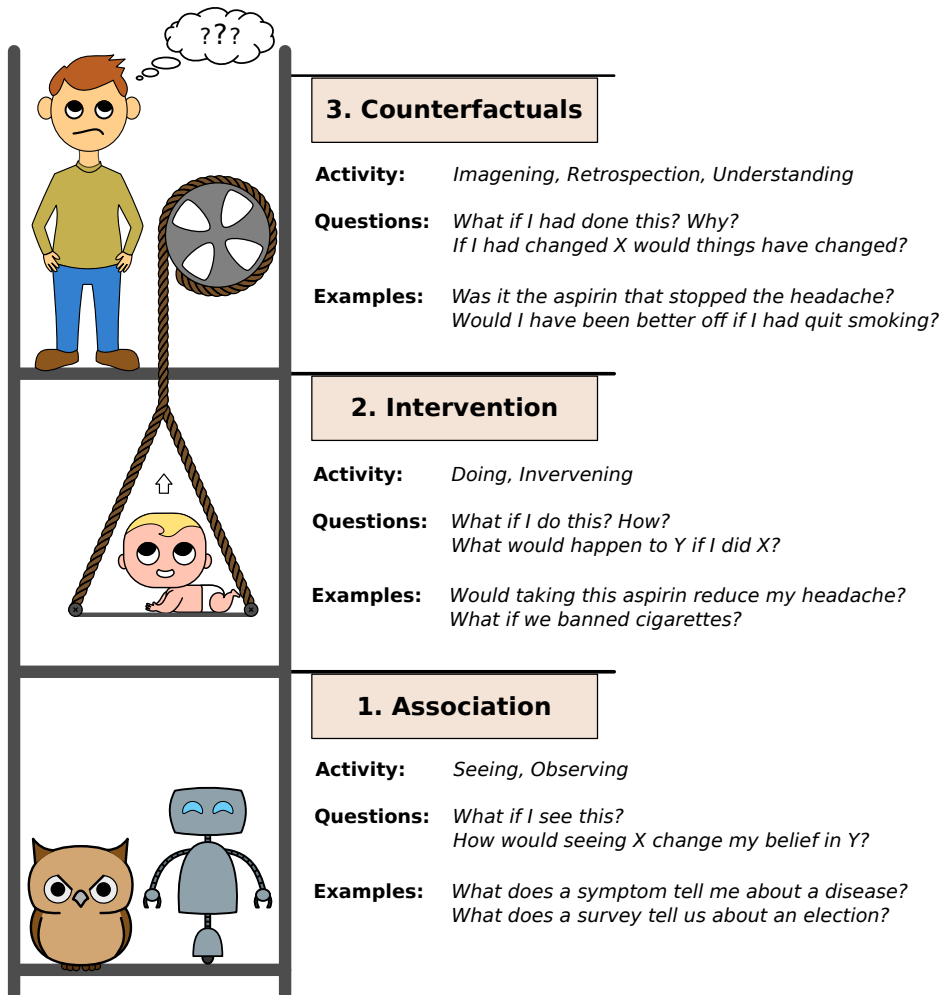 ???
3. Counterfactuals
Activity: Imagening, Retrospection, Understanding
Questions: What if I had done this? Why?
If I had changed X would things have changed?
Examples: Was it the aspirin that stopped the headache?
Would I have been better off if I had quit smoking?
2. Intervention
Activity: Doing, Invervening
Questions: What if I do this? How?
What would happen to Y if I did X?
Examples: Would taking this aspirin reduce my headache?
What if we banned cigarettes?
1. Association
Activity: Seeing, Observing
Questions: What if I see this?
How would seeing X change my belief in Y?
Examples: What does a symptom tell me about a disease?
What does a survey tell us about an election?